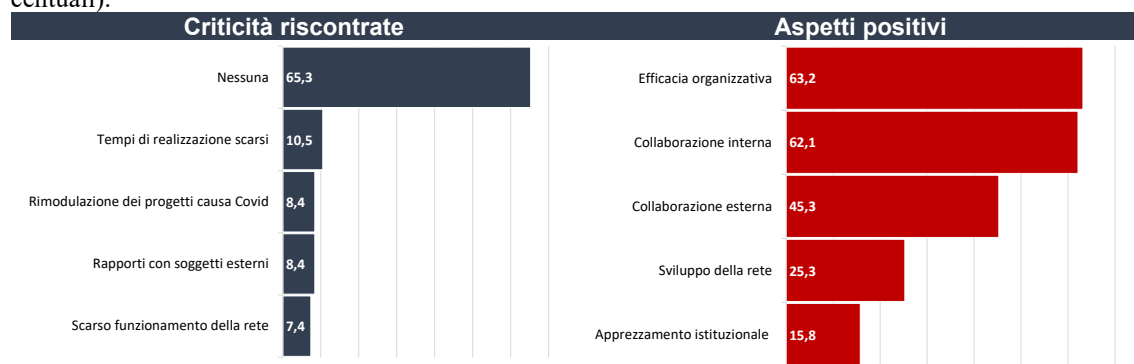 centuali).
Criticità riscontrate
Nessuna 65,3
Tempi di realizzazione scarsi 10,5
Rimodulazione dei progetti causa Covid 8,4
Rapporti con soggetti esterni 8,4
Scarso funzionamento della rete 7,4
Aspetti positivi
Efficacia organizzativa 63,2
Collaborazione interna 62,1
Collaborazione esterna 45,3
Sviluppo della rete 25,3
Apprezzamento istituzionale 15,8